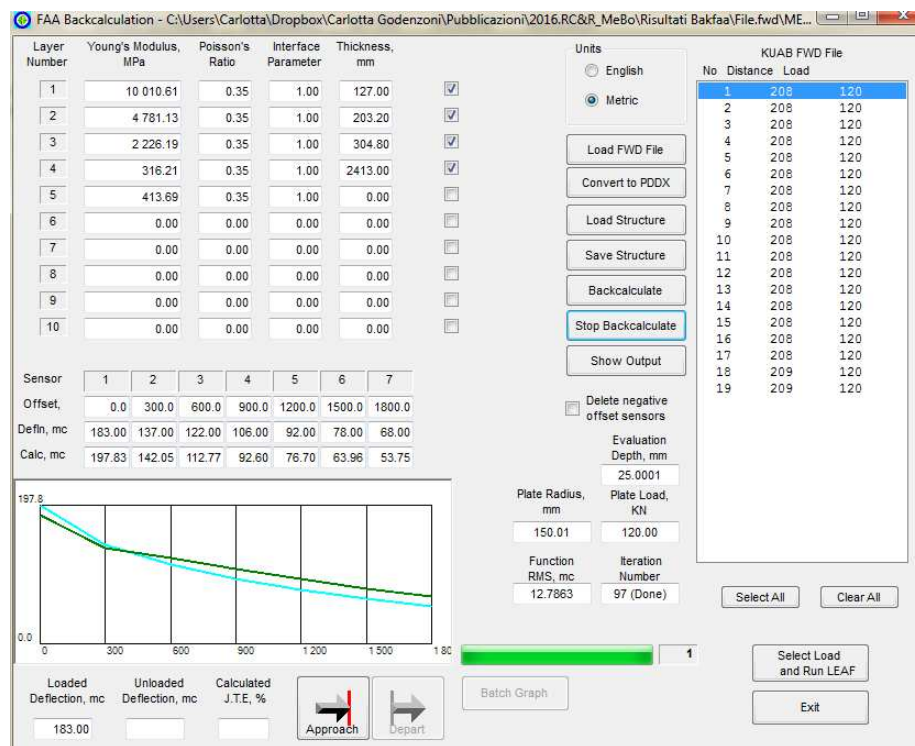 FAA Backcalculation - C:\Users\Carlotta\Dropbox\Carlotta Godenzoni\Pubblicazioni\2016.RC&R_MeBo\Risultati Bakfaa\File.fwd\ME...
Layer Number Young's Modulus, MPa Poisson's Ratio Interface Parameter Thickness, mm
1 10 010.61 0.35 1.00 127.00
2 4 781.13 0.35 1.00 203.20
3 2 226.19 0.35 1.00 304.80
4 316.21 0.35 1.00 2413.00
5 413.69 0.35 1.00 0.00
6 0.00 0.00 0.00 0.00
7 0.00 0.00 0.00 0.00
8 0.00 0.00 0.00 0.00
9 0.00 0.00 0.00 0.00
10 0.00 0.00 0.00 0.00
Sensor 1 2 3 4 5 6 7
Offset, 0.0 300.0 600.0 900.0 1200.0 1500.0 1800.0
Defln, mc 183.00 137.00 122.00 106.00 92.00 78.00 68.00
Calc, mc 197.83 142.05 112.77 92.60 76.70 63.96 53.75
197.8
0.0
0 300 600 900 1 200 1 500 1 80
Loaded Deflection, mc
183.00
Unloaded Deflection, mc
Calculated J.T.E, %
Approach
Depart
Units
English
Metric
Load FWD File
Convert to PDDX
Load Structure
Save Structure
Backcalculate
Stop Backcalculate
Show Output
Delete negative
offset sensors
Evaluation
Depth, mm
25.0001
Plate Radius, mm
150.01
Plate Load, KN
120.00
Function RMS, mc
12.7863
Iteration Number
97 (Done)
1
Batch Graph
KUAB FWD File
No Distance Load
1 208 120
2 208 120
3 208 120
4 208 120
5 208 120
6 208 120
7 208 120
8 208 120
9 208 120
10 208 120
11 208 120
12 208 120
13 208 120
14 208 120
15 208 120
16 208 120
17 208 120
18 209 120
19 209 120
Select All
Clear All
Select Load
and Run LEAF
Exit